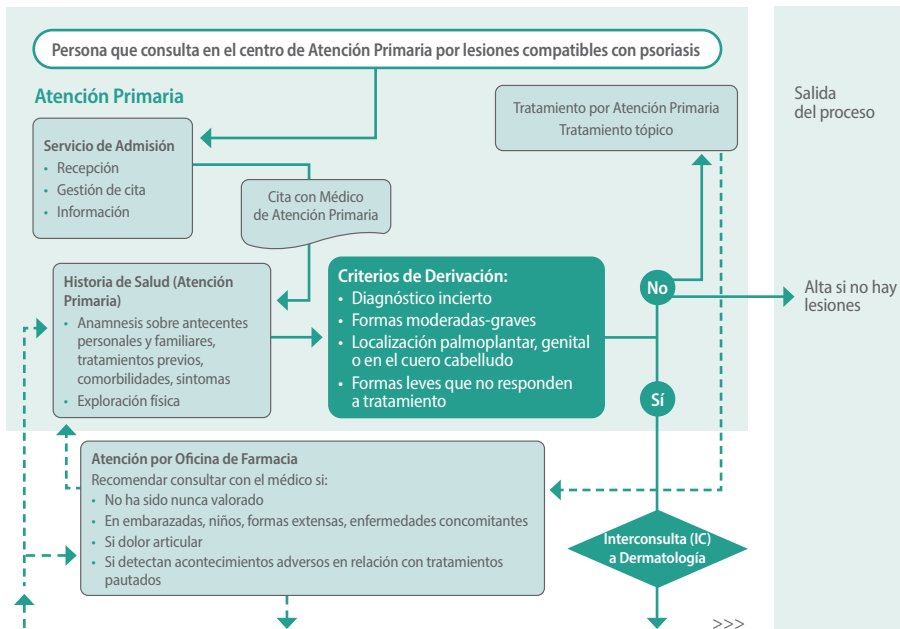 Persona que consulta en el centro de Atención Primaria por lesiones compatibles con psoriasis
Atención Primaria
Servicio de Admisión
• Recepción
• Gestión de cita
• Información
Cita con Médico
de Atención Primaria
Tratamiento por Atención Primaria
Tratamiento tópico
Salida
del proceso
Historia de Salud (Atención
Primaria)
• Anamnesis sobre antecentes
personales y familiares,
tratamientos previos,
comorbilidades, sintomas
• Exploración física
Criterios de Derivación:
• Diagnóstico incierto
• Formas moderadas-graves
• Localización palmoplantar, genital
o en el cuero cabelludo
• Formas leves que no responden
a tratamiento
No
Alta si no hay
lesiones
Sí
Atención por Oficina de Farmacia
Recomendar consultar con el médico si:
• No ha sido nunca valorado
• En embarazadas, niños, formas extensas, enfermedades concomitantes
• Si dolor articular
• Si detectan acontecimientos adversos en relación con tratamientos
pautados
Interconsulta (IC)
a Dermatología
>>>